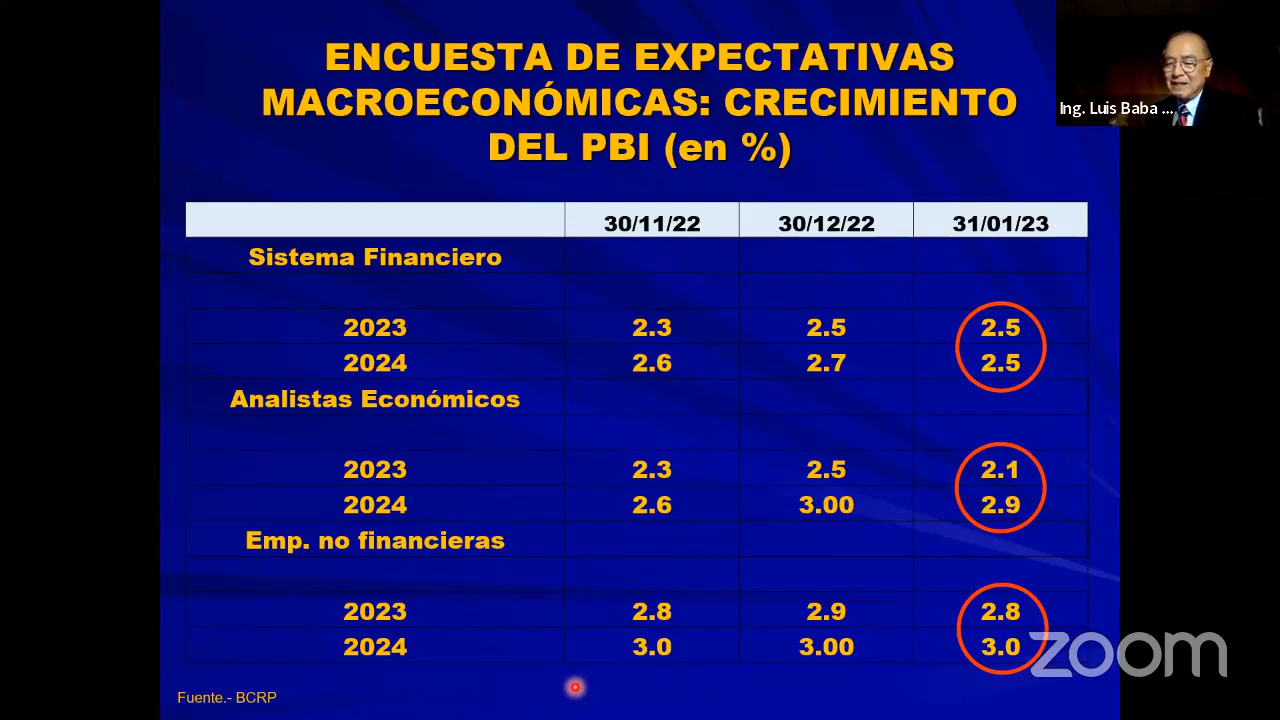 ENCUESTA DE EXPECTATIVAS
MACROECONÓMICAS: CRECIMIENTO
DEL PBI (en %)
Ing. Luis Baba ...
30/11/22 30/12/22 31/01/23
Sistema Financiero
2023 2.3 2.5 2.5
2024 2.6 2.7 2.5
Analistas Económicos
2023 2.3 2.5 2.1
2024 2.6 3.00 2.9
Emp. no financieras
2023 2.8 2.9 2.8
2024 3.0 3.00 3.0
zoom
Fuente.- BCRP